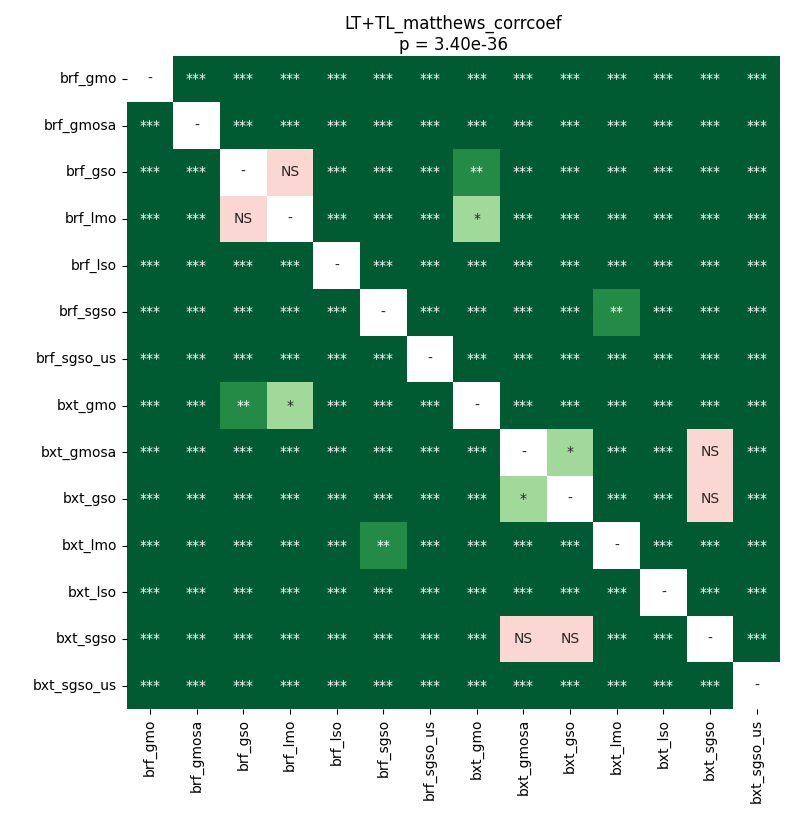 LT+TL_matthews_corrcoef
p = 3.40e-36
brf_gmo - *** *** *** *** *** *** *** *** *** *** *** *** ***
brf_gmosa *** - *** *** *** *** *** *** *** *** *** *** *** ***
brf_gso *** *** - NS *** *** *** ** *** *** *** *** *** ***
brf_lmo *** *** NS - *** *** *** * *** *** *** *** *** ***
brf_lso *** *** *** *** - *** *** *** *** *** *** *** *** ***
brf_sgso *** *** *** *** *** - *** *** *** *** ** *** *** ***
brf_sgso_us *** *** *** *** *** *** - *** *** *** *** *** *** ***
bxt_gmo *** *** ** * *** *** *** - *** *** *** *** *** ***
bxt_gmosa *** *** *** *** *** *** *** *** - * *** *** NS ***
bxt_gso *** *** *** *** *** *** *** *** * - *** *** NS ***
bxt_lmo *** *** *** *** *** ** *** *** *** *** - *** *** ***
bxt_lso *** *** *** *** *** *** *** *** *** *** *** - *** ***
bxt_sgso *** *** *** *** *** *** *** *** NS NS *** *** - ***
bxt_sgso_us *** *** *** *** *** *** *** *** *** *** *** *** *** -
brf_gmo brf_gmosa brf_gso brf_lmo brf_lso brf_sgso brf_sgso_us bxt_gmo bxt_gmosa bxt_gso bxt_lmo bxt_lso bxt_sgso bxt_sgso_us